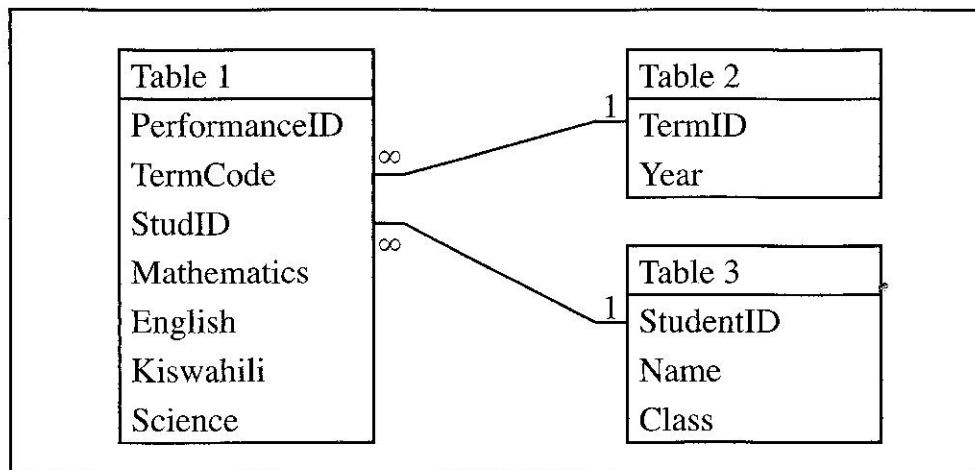 Table 1
PerformanceID
TermCode
StudID
Mathematics
English
Kiswahili
Science
∞
∞
1
1
Table 2
TermID
Year
Table 3
StudentID
Name
Class